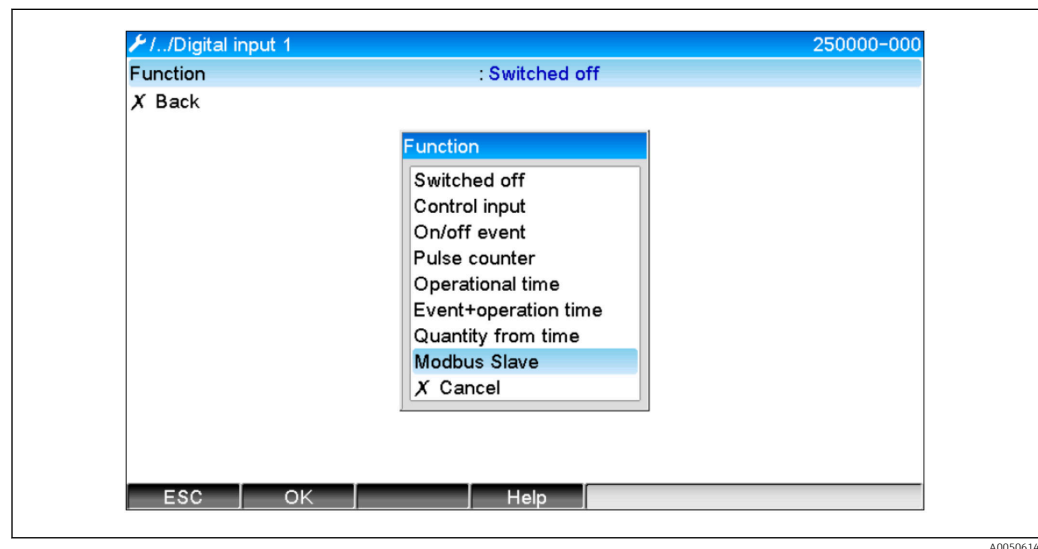 /../Digital input 1 250000-000
Function : Switched off
X Back
Function
Switched off
Control input
On/off event
Pulse counter
Operational time
Event+operation time
Quantity from time
Modbus Slave
X Cancel
ESC OK Help